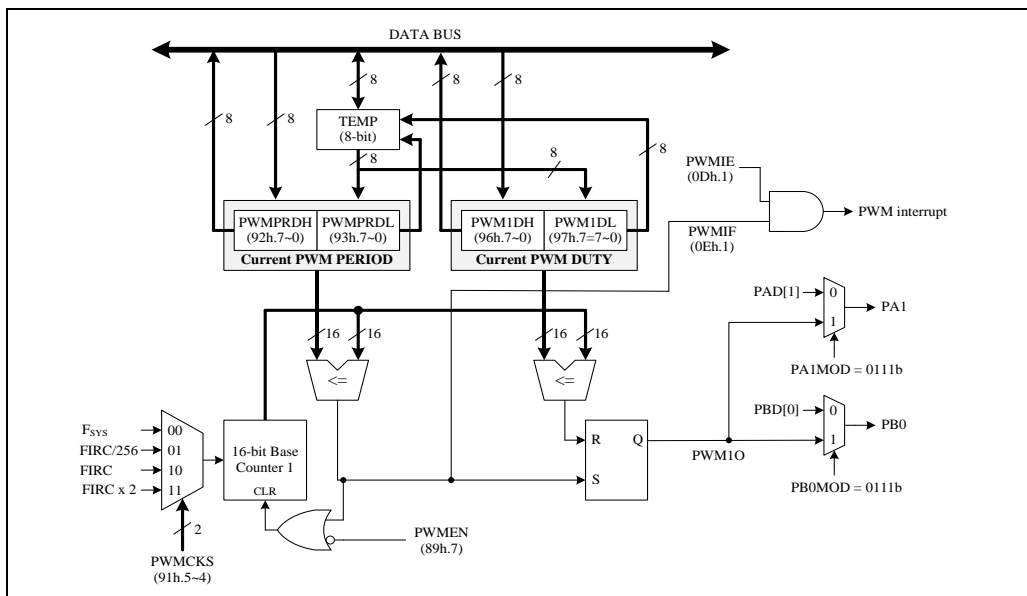 DATA BUS
8
8
8
8
8
TEMP
(8-bit)
8
8
8
PWMPRDH
(92h.7~0)
PWMPRDL
(93h.7~0)
Current PWM PERIOD
PWM1DH
(96h.7~0)
PWM1DL
(97h.7=7~0)
Current PWM DUTY
PWMIE
(0Dh.1)
PWMIF
(0Eh.1)
PWM interrupt
16
16
16
16
<=
<=
PAD[1]
0
1
PA1
PA1MOD = 0111b
PBD[0]
0
1
PB0
PB0MOD = 0111b
FSYS
FIRC/256
FIRC
FIRC x 2
00
01
10
11
2
PWMCKS
(91h.5~4)
16-bit Base
Counter 1
CLR
R
Q
S
PWM1O
PWMEN
(89h.7)